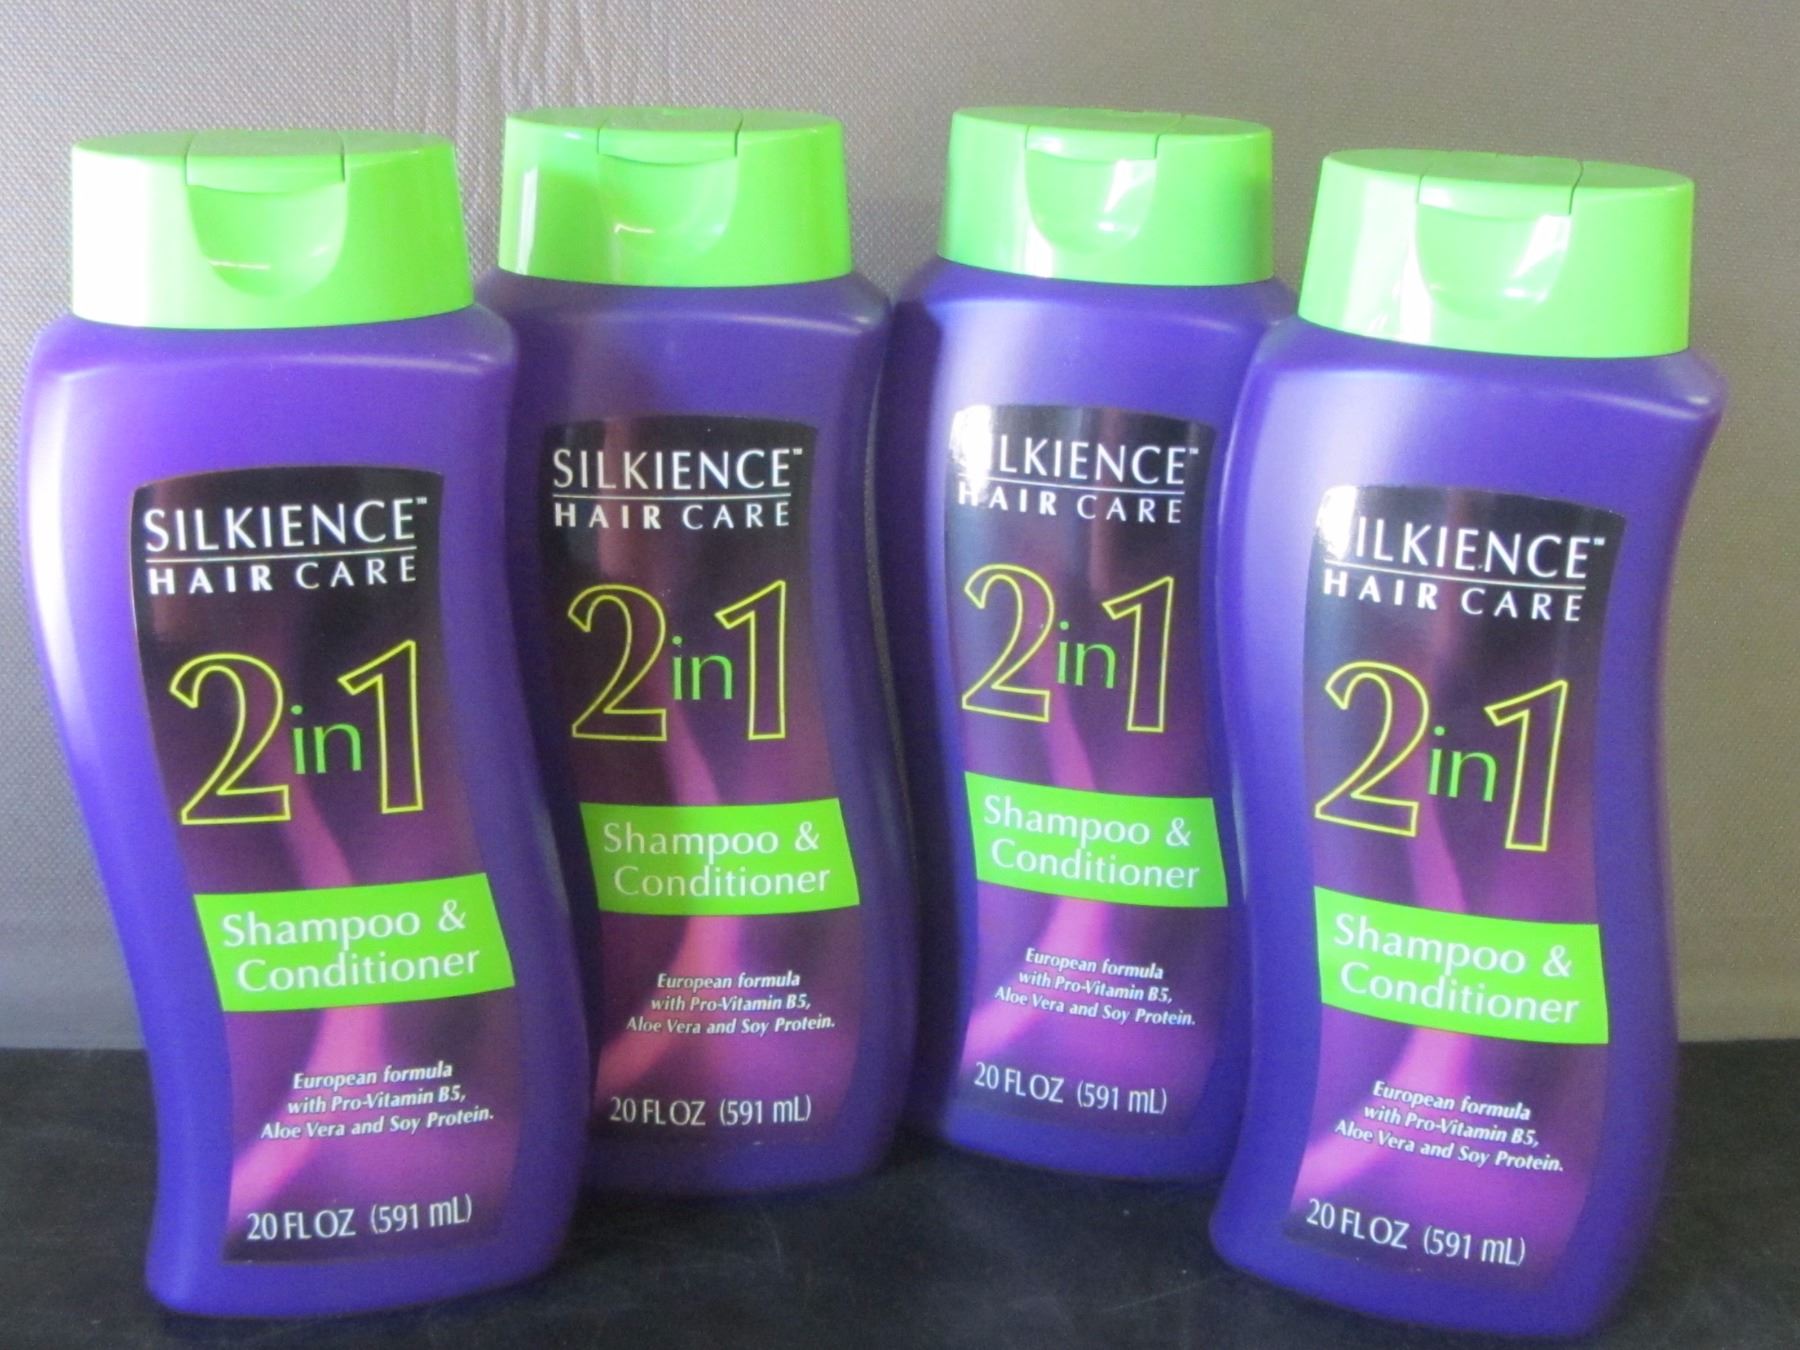 SILKIENCE™
HAIR CARE
2in1
Shampoo &
Conditioner
European formula
with Pro-Vitamin B5,
Aloe Vera and Soy Protein.
20 FL OZ (591 mL)
SILKIENCE™
HAIR CARE
2in1
Shampoo &
Conditioner
European formula
with Pro-Vitamin B5,
Aloe Vera and Soy Protein.
20 FL OZ (591 mL)
SILKIENCE™
HAIR CARE
2in1
Shampoo &
Conditioner
European formula
with Pro-Vitamin B5,
Aloe Vera and Soy Protein.
20 FL OZ (591 mL)
SILKIENCE™
HAIR CARE
2in1
Shampoo &
Conditioner
European formula
with Pro-Vitamin B5,
Aloe Vera and Soy Protein.
20 FL OZ (591 mL)